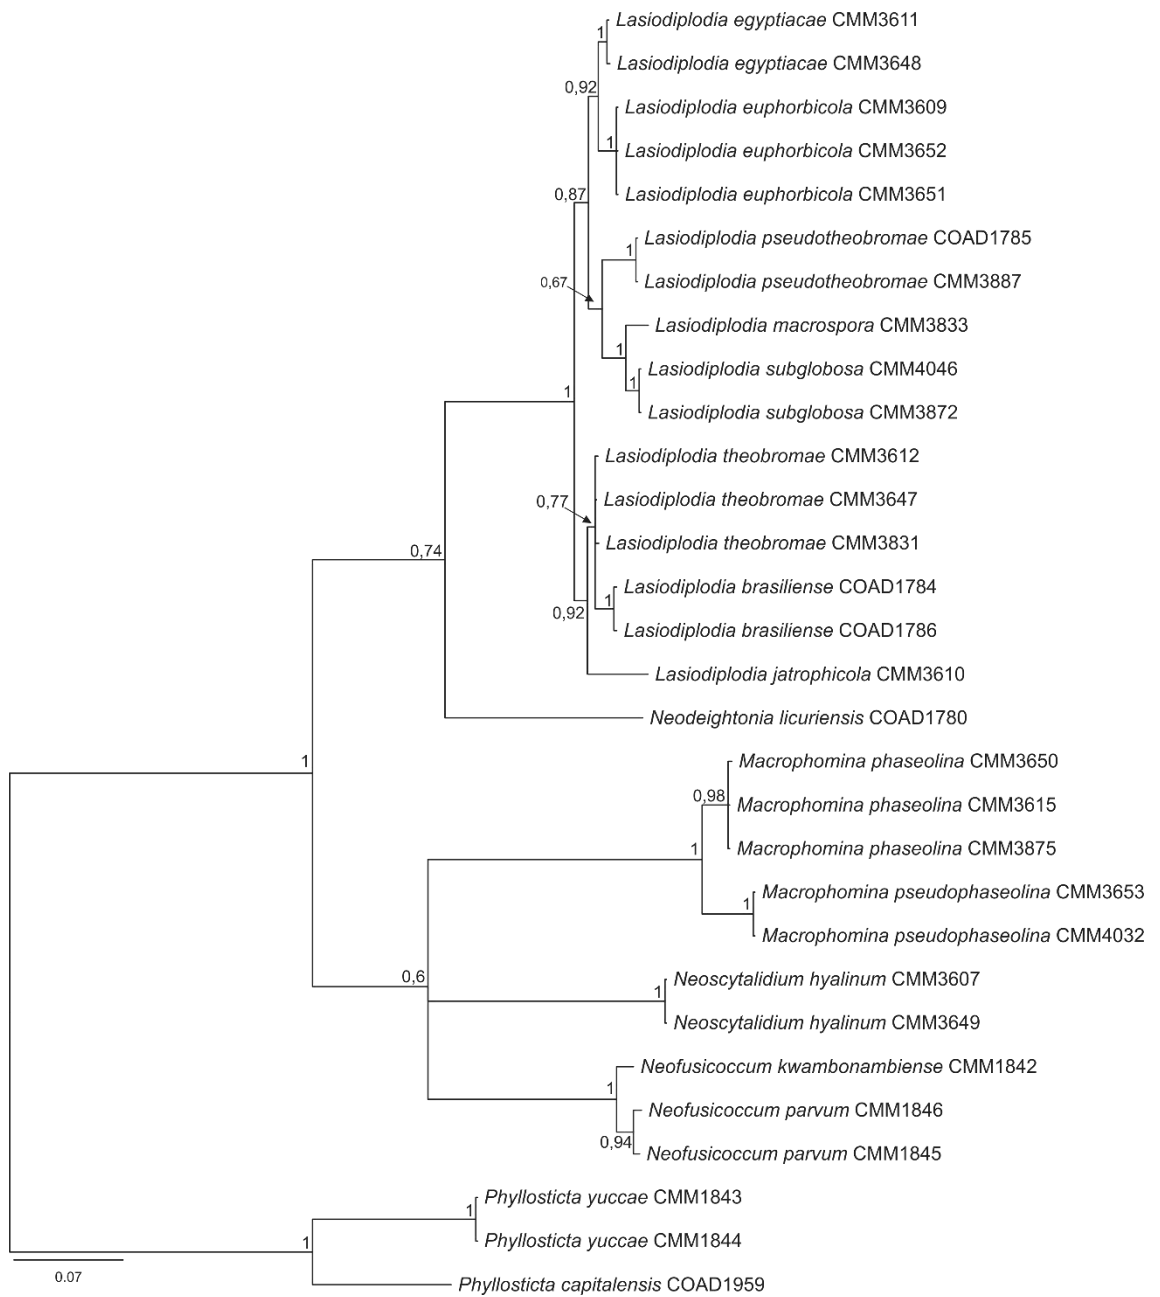 Lasiodiplodia egyptiacae CMM3611
1
Lasiodiplodia egyptiacae CMM3648
0,92
Lasiodiplodia euphorbicola CMM3609
1
Lasiodiplodia euphorbicola CMM3652
Lasiodiplodia euphorbicola CMM3651
0,87
Lasiodiplodia pseudotheobromae COAD1785
1
Lasiodiplodia pseudotheobromae CMM3887
0,67
Lasiodiplodia macrospora CMM3833
1
Lasiodiplodia subglobosa CMM4046
1
Lasiodiplodia subglobosa CMM3872
1
Lasiodiplodia theobromae CMM3612
0,77
Lasiodiplodia theobromae CMM3647
Lasiodiplodia theobromae CMM3831
0,74
Lasiodiplodia brasiliense COAD1784
1
0,92
Lasiodiplodia brasiliense COAD1786
Lasiodiplodia jatrophicola CMM3610
Neodeightonia licuriensis COAD1780
1
Macrophomina phaseolina CMM3650
0,98
Macrophomina phaseolina CMM3615
1
Macrophomina phaseolina CMM3875
Macrophomina pseudophaseolina CMM3653
1
Macrophomina pseudophaseolina CMM4032
0,6
Neoscytalidium hyalinum CMM3607
1
Neoscytalidium hyalinum CMM3649
Neofusicoccum kwambonambiense CMM1842
1
Neofusicoccum parvum CMM1846
0,94
Neofusicoccum parvum CMM1845
Phyllosticta yuccae CMM1843
1
Phyllosticta yuccae CMM1844
1
0.07
Phyllosticta capitalensis COAD1959